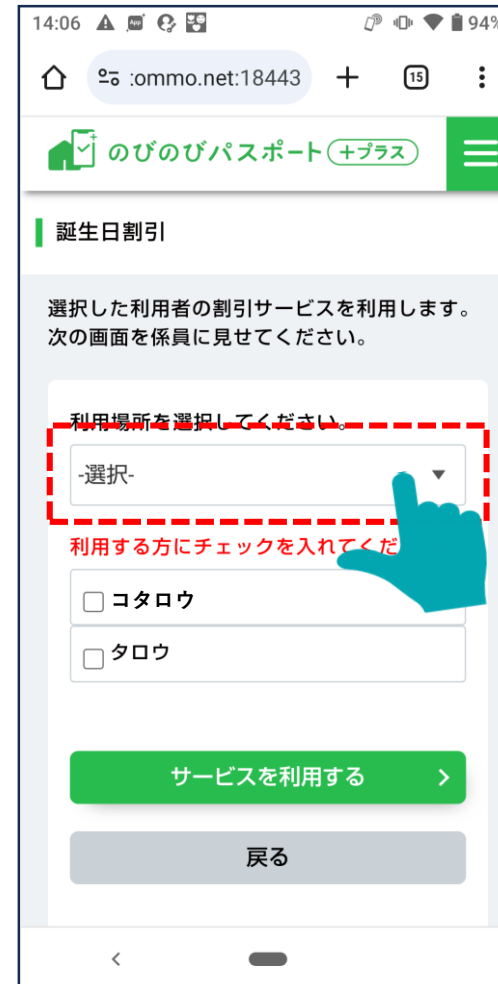 14:06
94%
:ommo.net:18443
15
のびのびパスポート +プラス
誕生日割引
選択した利用者の割引サービスを利用します。
次の画面を係員に見せてください。
利用場所を選択してください。
-選択-
利用する方にチェックを入れてくだ
コタロウ
タロウ
サービスを利用する
戻る